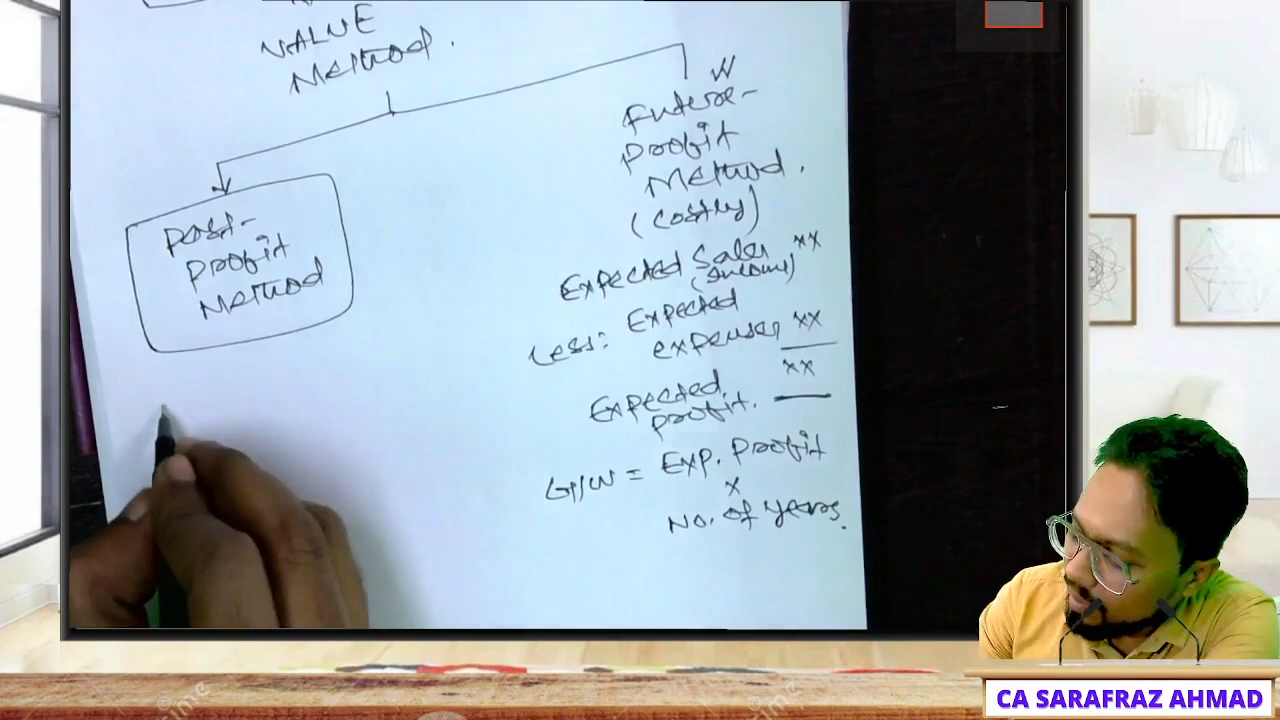 VALUE
Method.
Past-
Profit
Method
Future-
Profit
Method.
(Costly)
Expected Sales xx
(Income)
Less: Expected
expenses xx
xx
Expected
profit.
G/W = Exp. Profit
x
No. of years.
CA SARAFRAZ AHMAD